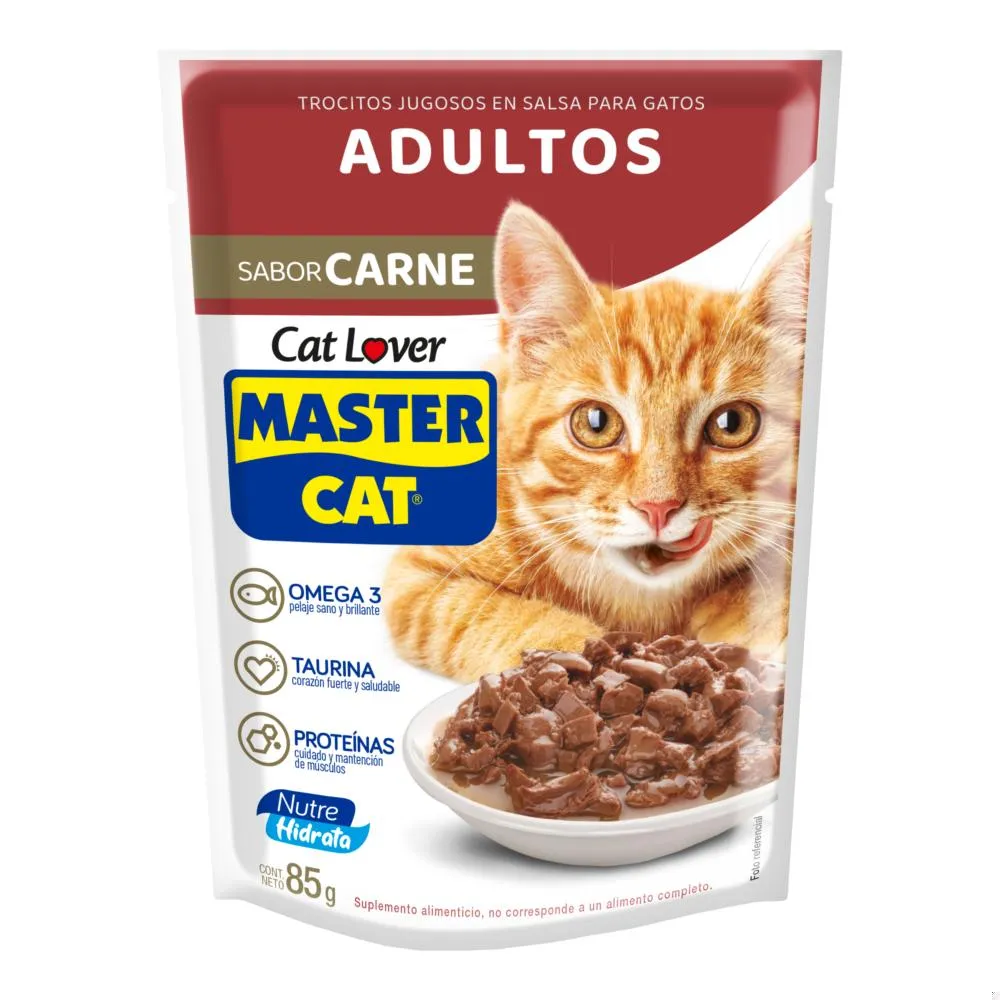 TROCITOS JUGOSOS EN SALSA PARA GATOS
ADULTOS
SABOR CARNE
Cat Lover
MASTER
CAT®
OMEGA 3
pelaje sano y brillante
TAURINA
corazón fuerte y saludable
PROTEÍNAS
cuidado y mantención
de músculos
Nutre
Hidrata
CONT.
NETO 85g
Suplemento alimenticio, no corresponde a un alimento completo.
Foto referencial